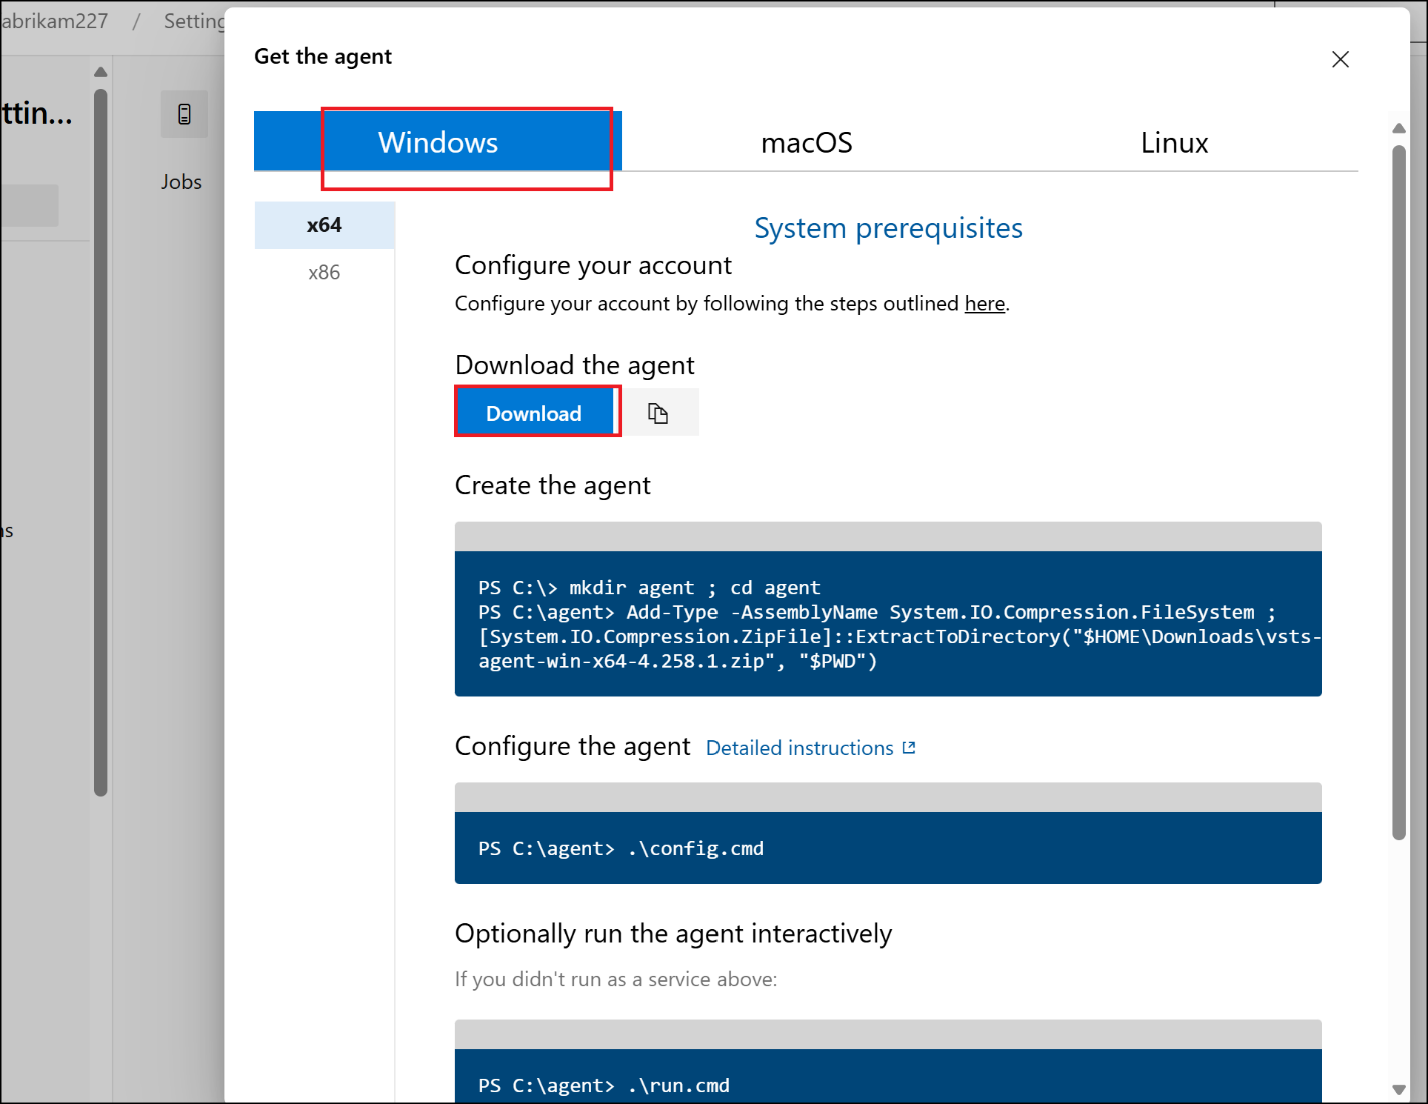 abrikam227 / Setting
Get the agent
ttin...
Windows
macOS
Linux
Jobs
x64
x86
System prerequisites
Configure your account
Configure your account by following the steps outlined here.
Download the agent
Download
Create the agent
PS C:\> mkdir agent ; cd agent
PS C:\agent> Add-Type -AssemblyName System.IO.Compression.FileSystem ;
[System.IO.Compression.ZipFile]::ExtractToDirectory("$HOME\Downloads\vsts-
agent-win-x64-4.258.1.zip", "$PWD")
ns
Configure the agent Detailed instructions
PS C:\agent> .\config.cmd
Optionally run the agent interactively
If you didn't run as a service above:
PS C:\agent> .\run.cmd